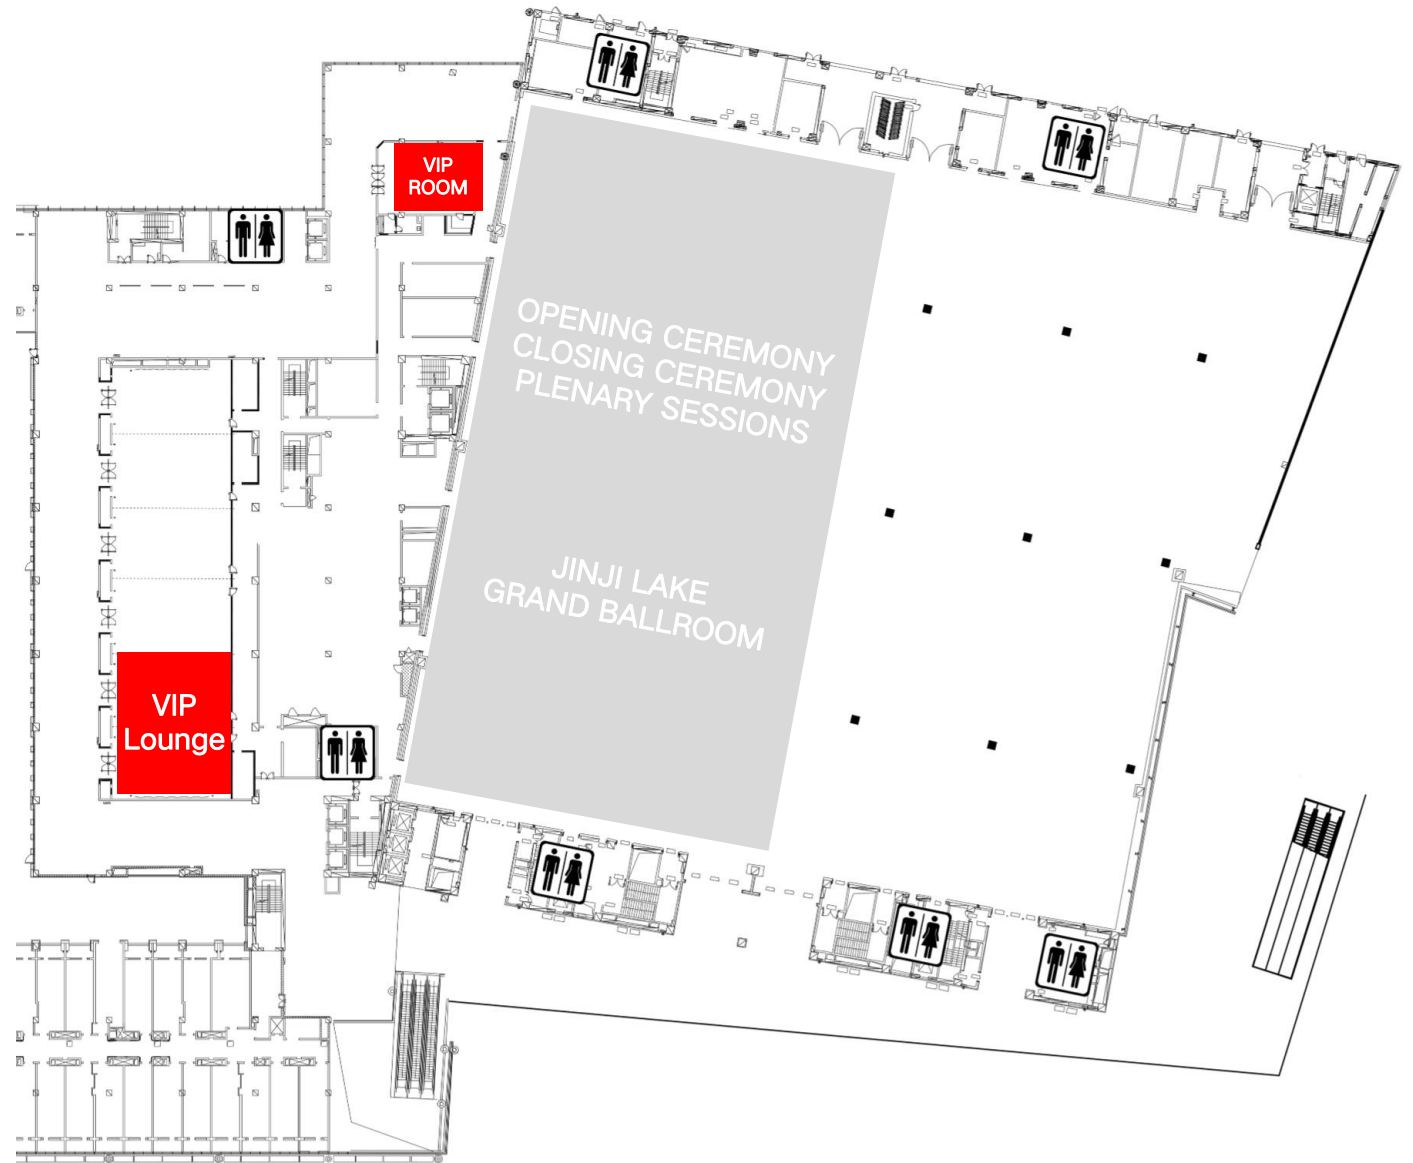 VIP
ROOM
OPENING CEREMONY
CLOSING CEREMONY
PLENARY SESSIONS
JINJI LAKE
GRAND BALLROOM
VIP
Lounge